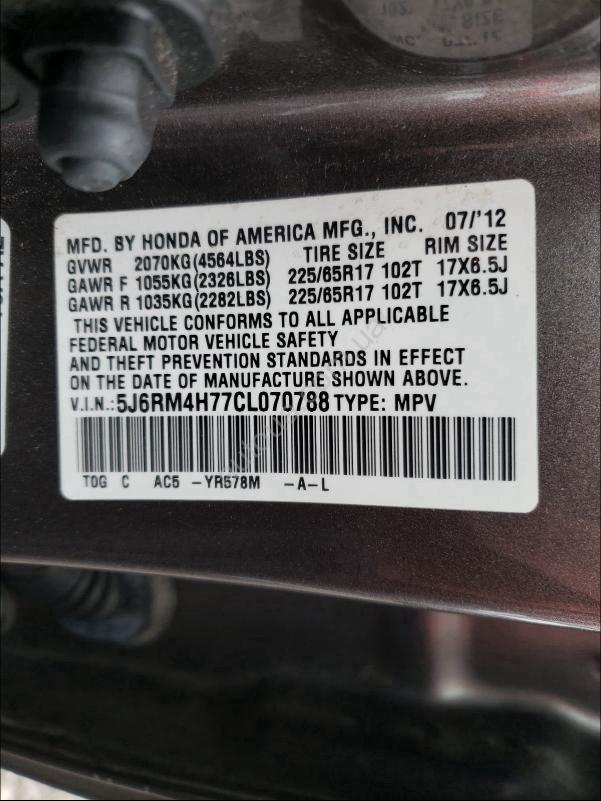 MFD. BY HONDA OF AMERICA MFG., INC. 07/'12
GVWR 2070KG(4564LBS) TIRE SIZE RIM SIZE
GAWR F 1055KG(2326LBS) 225/65R17 102T 17X6.5J
GAWR R 1035KG(2282LBS) 225/65R17 102T 17X6.5J
THIS VEHICLE CONFORMS TO ALL APPLICABLE
FEDERAL MOTOR VEHICLE SAFETY
AND THEFT PREVENTION STANDARDS IN EFFECT
ON THE DATE OF MANUFACTURE SHOWN ABOVE.
V.I.N.:5J6RM4H77CL070788 TYPE: MPV
TOG C AC5 -YR578M -A-L